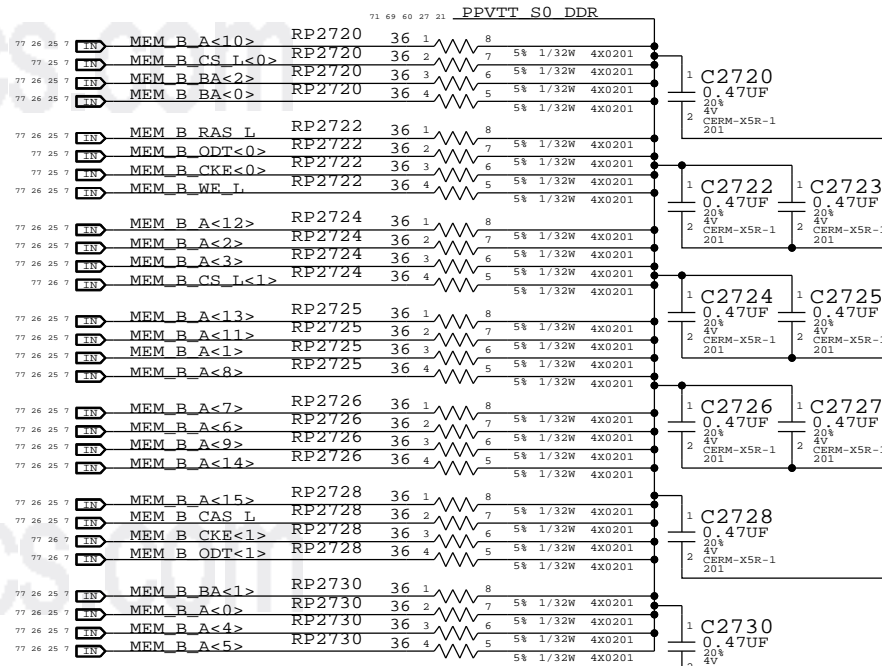 71 69 60 27 21 PPVTT_S0_DDR
77 26 25 7 IN MEM_B_A<10> RP2720 36 1 8 5% 1/32W 4X0201
77 25 7 IN MEM_B_CS_L<0> RP2720 36 2 7 5% 1/32W 4X0201
77 26 25 7 IN MEM_B_BA<2> RP2720 36 3 6 5% 1/32W 4X0201
77 26 25 7 IN MEM_B_BA<0> RP2720 36 4 5 5% 1/32W 4X0201
1 C2720
0.47UF
20%
4V
2 CERM-X5R-1
201
77 26 25 7 IN MEM_B_RAS_L RP2722 36 1 8 5% 1/32W 4X0201
77 25 7 IN MEM_B_ODT<0> RP2722 36 2 7 5% 1/32W 4X0201
77 25 7 IN MEM_B_CKE<0> RP2722 36 3 6 5% 1/32W 4X0201
77 26 25 7 IN MEM_B_WE_L RP2722 36 4 5 5% 1/32W 4X0201
1 C2722 1 C2723
0.47UF 0.47UF
20% 20%
4V 4V
2 CERM-X5R-1 2 CERM-X5R-1
201 201
77 26 25 7 IN MEM_B_A<12> RP2724 36 1 8 5% 1/32W 4X0201
77 26 25 7 IN MEM_B_A<2> RP2724 36 2 7 5% 1/32W 4X0201
77 26 25 7 IN MEM_B_A<3> RP2724 36 3 6 5% 1/32W 4X0201
77 26 7 IN MEM_B_CS_L<1> RP2724 36 4 5 5% 1/32W 4X0201
1 C2724 1 C2725
0.47UF 0.47UF
20% 20%
4V 4V
2 CERM-X5R-1 2 CERM-X5R-1
201 201
77 26 25 7 IN MEM_B_A<13> RP2725 36 1 8 5% 1/32W 4X0201
77 26 25 7 IN MEM_B_A<11> RP2725 36 2 7 5% 1/32W 4X0201
77 26 25 7 IN MEM_B_A<1> RP2725 36 3 6 5% 1/32W 4X0201
77 26 25 7 IN MEM_B_A<8> RP2725 36 4 5 5% 1/32W 4X0201
1 C2726 1 C2727
0.47UF 0.47UF
20% 20%
4V 4V
2 CERM-X5R-1 2 CERM-X5R-1
201 201
77 26 25 7 IN MEM_B_A<7> RP2726 36 1 8 5% 1/32W 4X0201
77 26 25 7 IN MEM_B_A<6> RP2726 36 2 7 5% 1/32W 4X0201
77 26 25 7 IN MEM_B_A<9> RP2726 36 3 6 5% 1/32W 4X0201
77 26 25 7 IN MEM_B_A<14> RP2726 36 4 5 5% 1/32W 4X0201
77 26 25 7 IN MEM_B_A<15> RP2728 36 1 8 5% 1/32W 4X0201
77 26 25 7 IN MEM_B_CAS_L RP2728 36 2 7 5% 1/32W 4X0201
77 26 7 IN MEM_B_CKE<1> RP2728 36 3 6 5% 1/32W 4X0201
77 26 7 IN MEM_B_ODT<1> RP2728 36 4 5 5% 1/32W 4X0201
1 C2728
0.47UF
20%
4V
2 CERM-X5R-1
201
77 26 25 7 IN MEM_B_BA<1> RP2730 36 1 8 5% 1/32W 4X0201
77 26 25 7 IN MEM_B_A<0> RP2730 36 2 7 5% 1/32W 4X0201
77 26 25 7 IN MEM_B_A<4> RP2730 36 3 6 5% 1/32W 4X0201
77 26 25 7 IN MEM_B_A<5> RP2730 36 4 5 5% 1/32W 4X0201
1 C2730
0.47UF
20%
4V
cs.com
cs.com